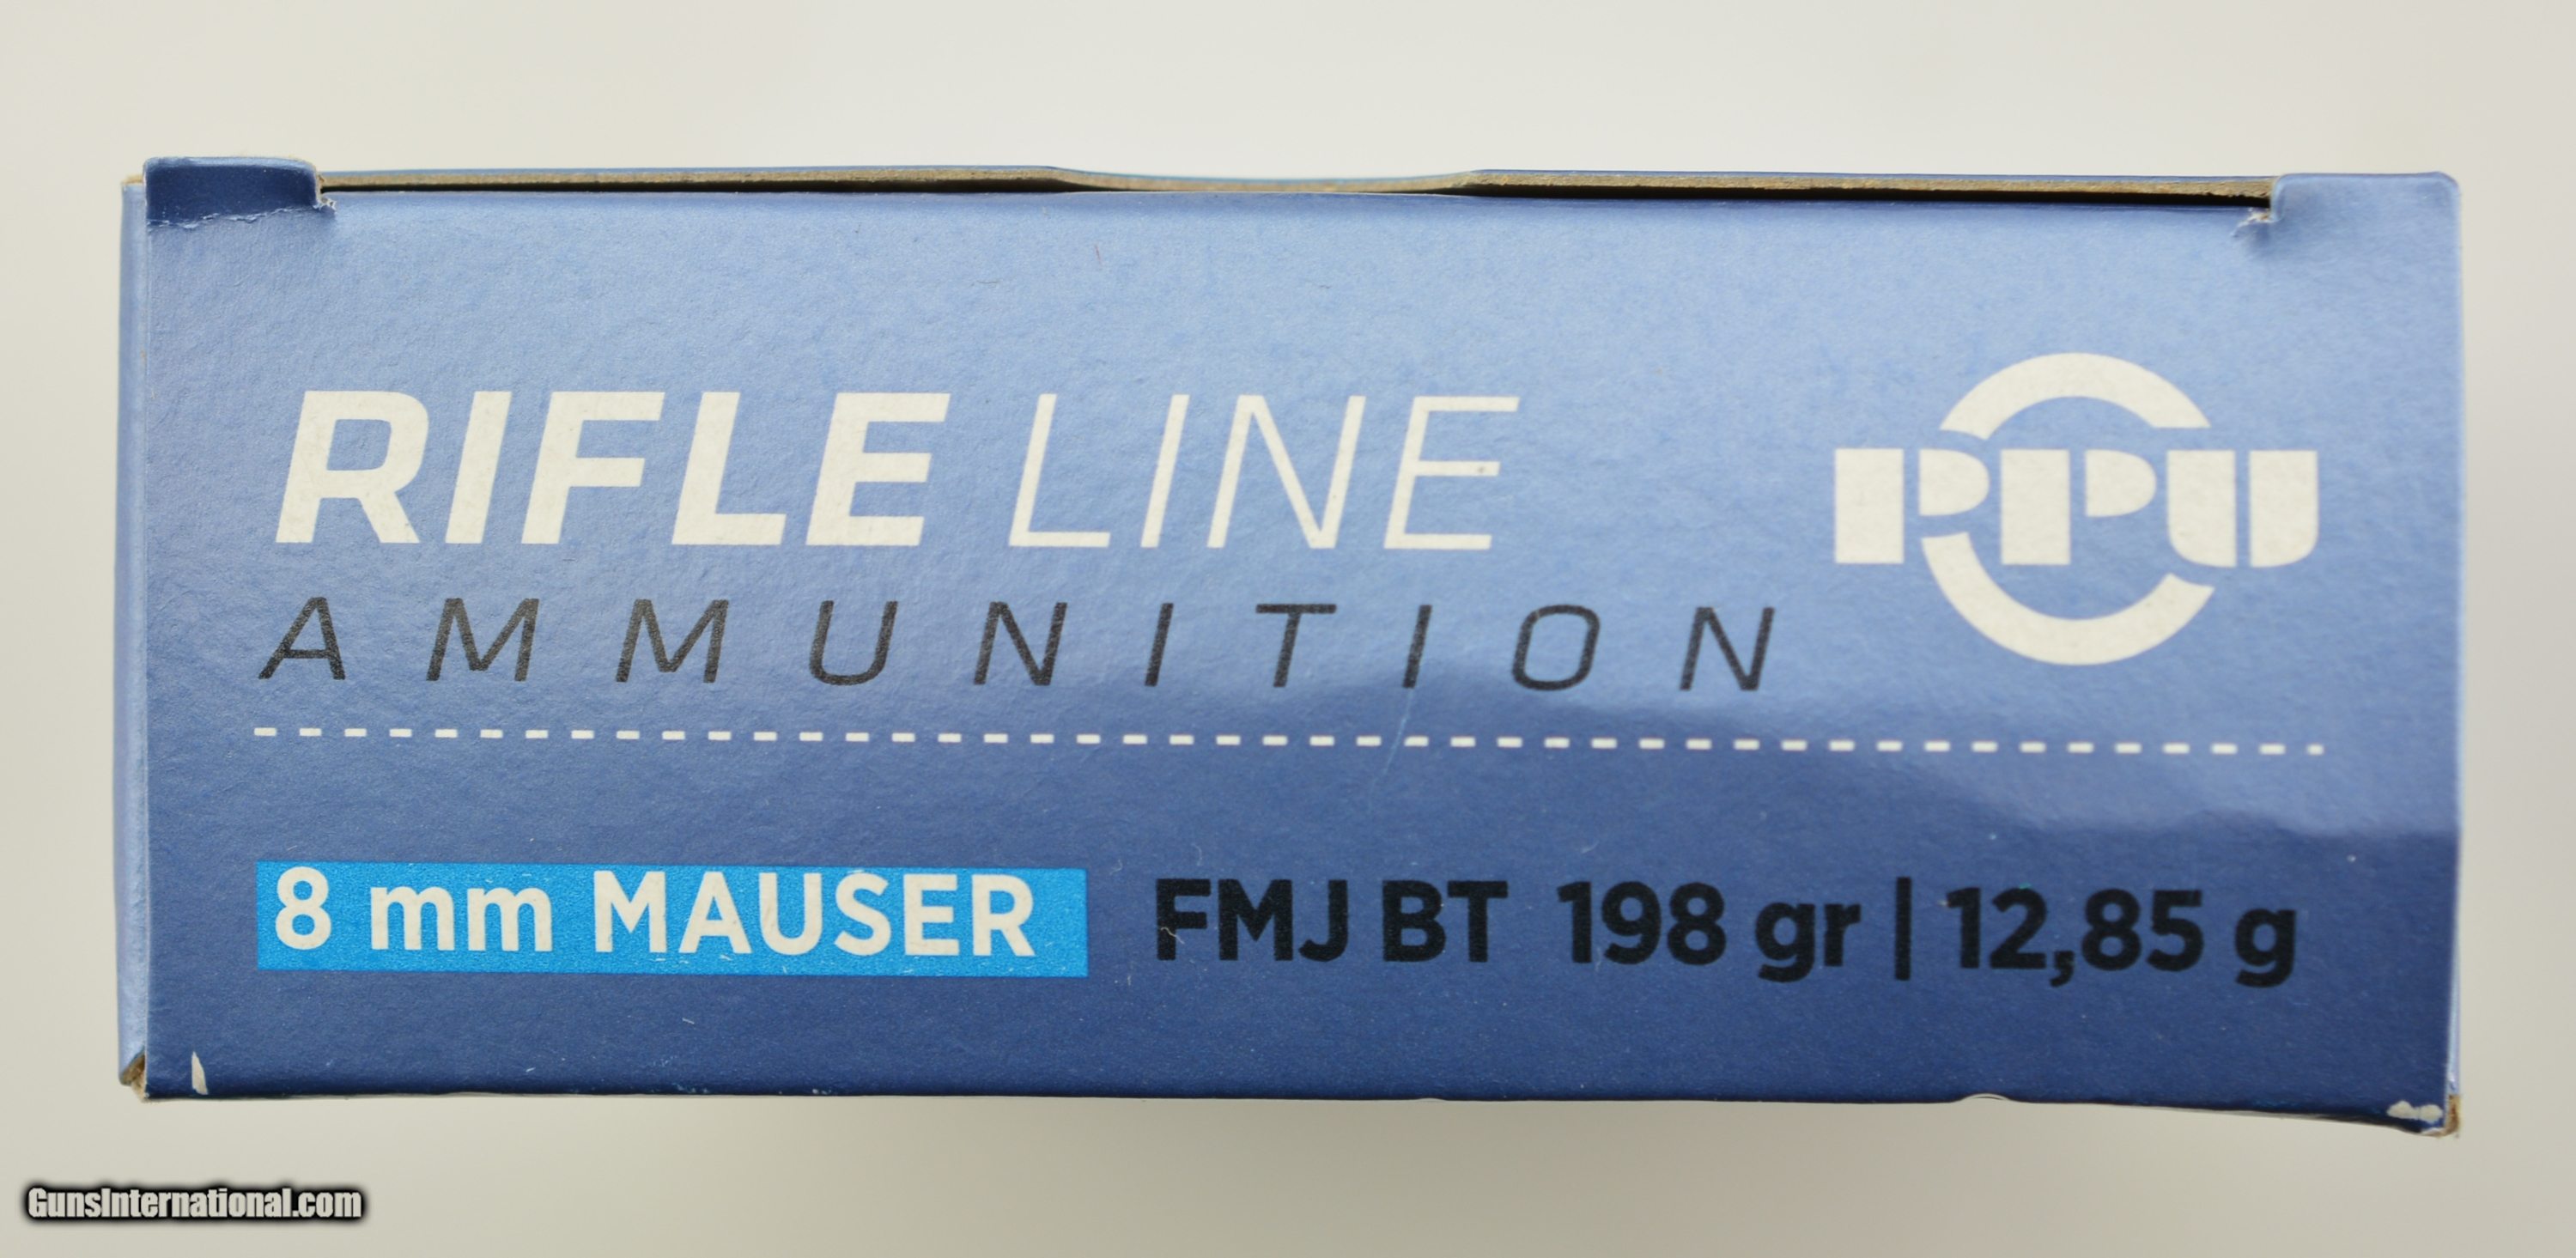 RIFLE LINE
PPU
AMMUNITION
8 mm MAUSER FMJ BT 198 gr | 12,85 g
GunsInternational.com